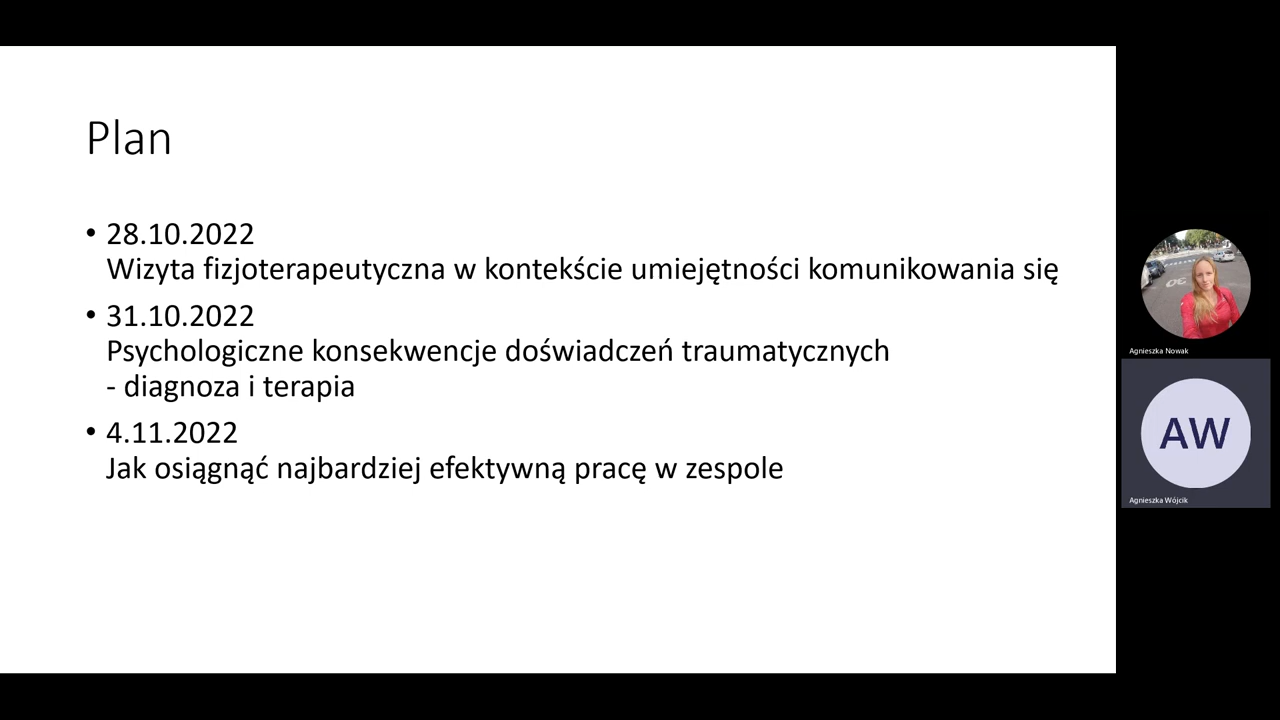 Plan
• 28.10.2022
Wizyta fizjoterapeutyczna w kontekście umiejętności komunikowania się
• 31.10.2022
Psychologiczne konsekwencje doświadczeń traumatycznych
- diagnoza i terapia
• 4.11.2022
Jak osiągnąć najbardziej efektywną pracę w zespole
Agnieszka Nowak
AW
Agnieszka Wójcik